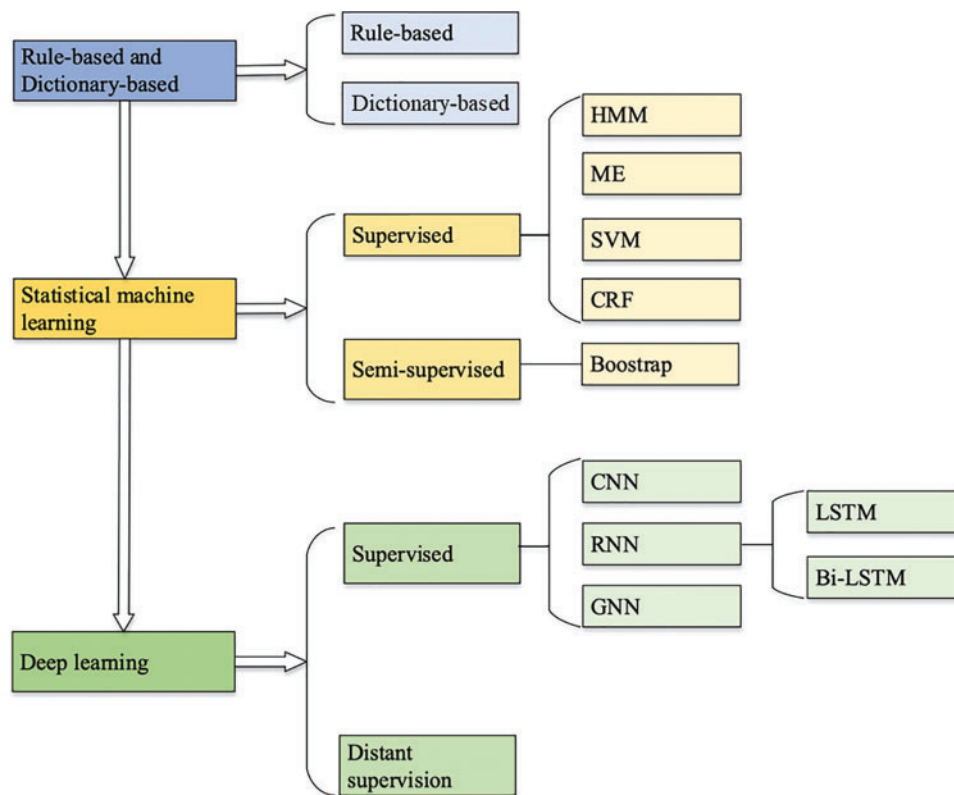 Rule-based and
Dictionary-based
Rule-based
Dictionary-based
Statistical machine
learning
Supervised
HMM
ME
SVM
CRF
Semi-supervised
Boostrap
Deep learning
Supervised
CNN
RNN
GNN
LSTM
Bi-LSTM
Distant
supervision